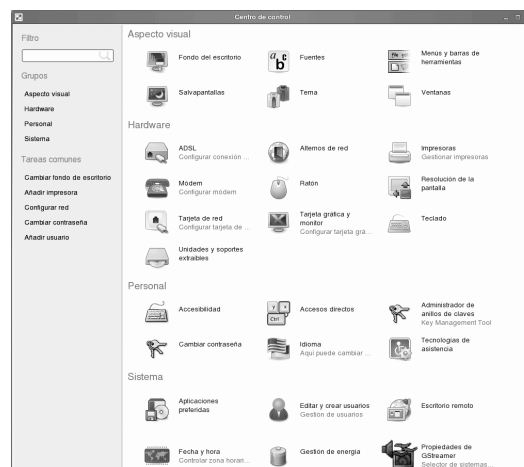 Centro de control
Filtro
Grupos
Aspecto visual
Hardware
Personal
Sistema
Tareas comunes
Cambiar fondo de escritorio
Añadir impresora
Configurar red
Cambiar contraseña
Añadir usuario
Aspecto visual
Fondo del escritorio
Fuentes
Menús y barras de
herramientas
Salvapantallas
Tema
Ventanas
Hardware
ADSL
Configurar conexión ...
Alternos de red
Impresoras
Gestionar impresoras
Módem
Configurar módem
Ratón
Resolución de la
pantalla
Tarjeta de red
Configurar tarjeta de ...
Tarjeta gráfica y
monitor
Configurar tarjeta grá...
Teclado
Unidades y soportes
extraíbles
Personal
Accesibilidad
Accesos directos
Ctrl
Administrador de
anillos de claves
Key Management Tool
Cambiar contraseña
Idioma
Aquí puede cambiar ...
Tecnologías de
asistencia
Sistema
Aplicaciones
preferidas
Editar y crear usuarios
Gestión de usuarios
Escritorio remoto
Fecha y hora
Controlar zona horari...
Gestión de energía
Propiedades de
GStreamer
Selector de sistemas...